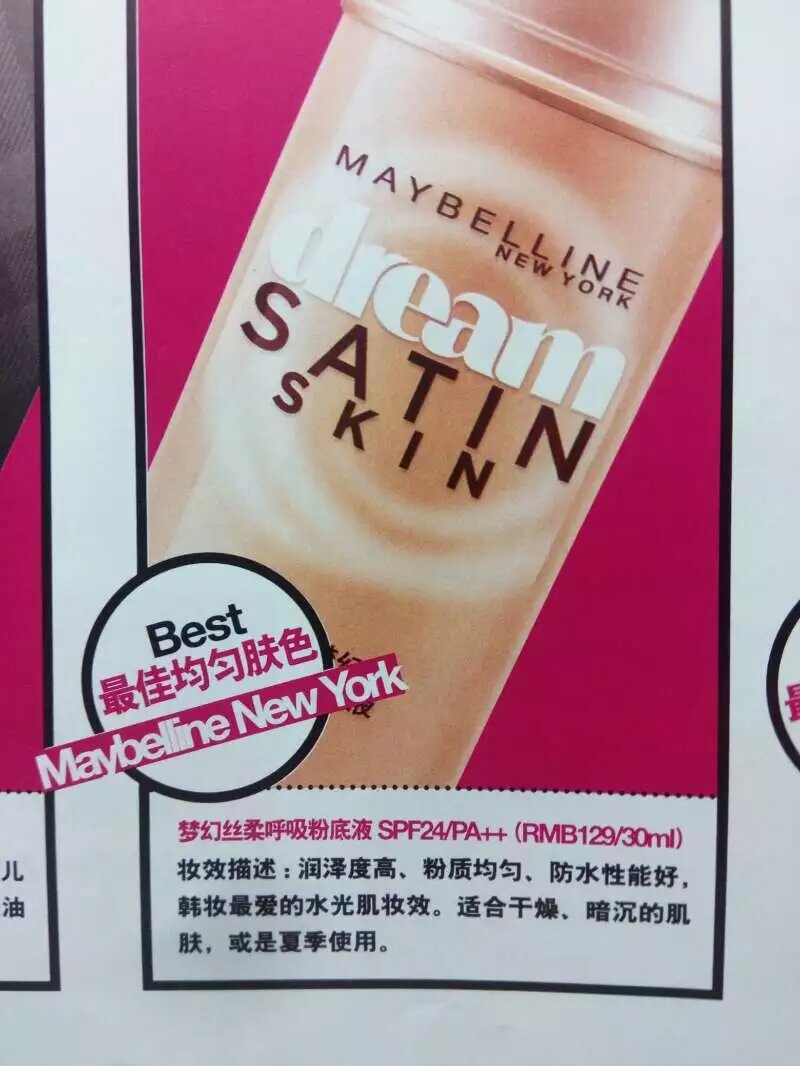 MAYBELLINE
NEW YORK
dream
SATIN
SKIN
Best
最佳均匀肤色
Maybelline New York
梦幻丝柔呼吸粉底液 SPF24/PA++ (RMB129/30ml)
妆效描述：润泽度高、粉质均匀、防水性能好，
韩妆最爱的水光肌妆效。适合干燥、暗沉的肌
肤，或是夏季使用。
儿
油